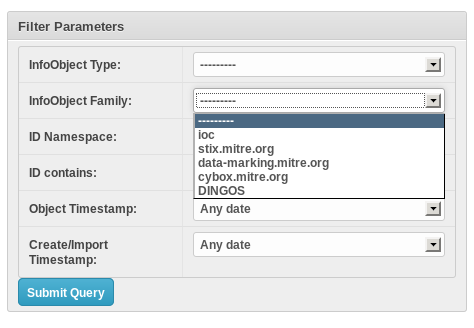 Filter Parameters
InfoObject Type: ---------
InfoObject Family: ---------
---------
ID Namespace: ioc
stix.mitre.org
data-marking.mitre.org
ID contains: cybox.mitre.org
DINGOS
Object Timestamp: Any date
Create/Import Any date
Timestamp:
Submit Query